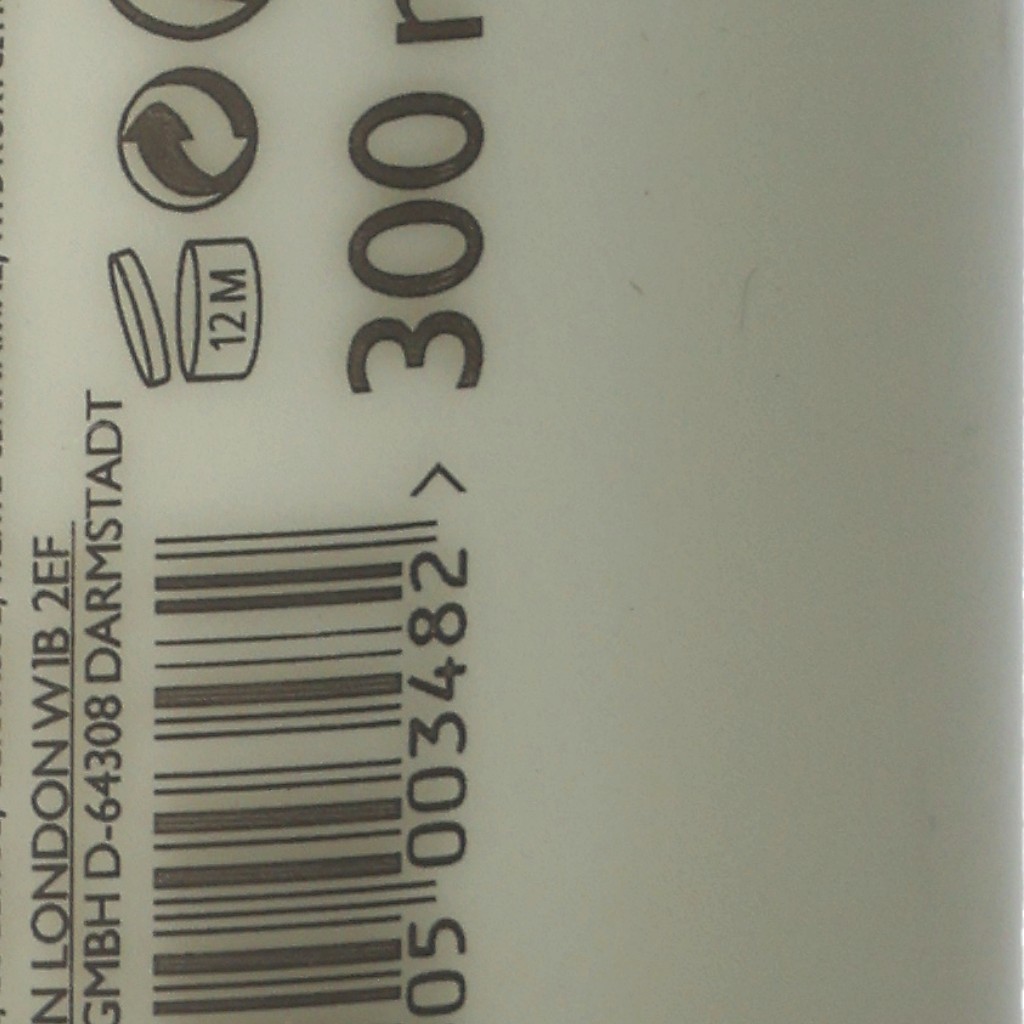 N LONDON W1B 2EF
GMBH D-64308 DARMSTADT
12 M
300
05 003482 >